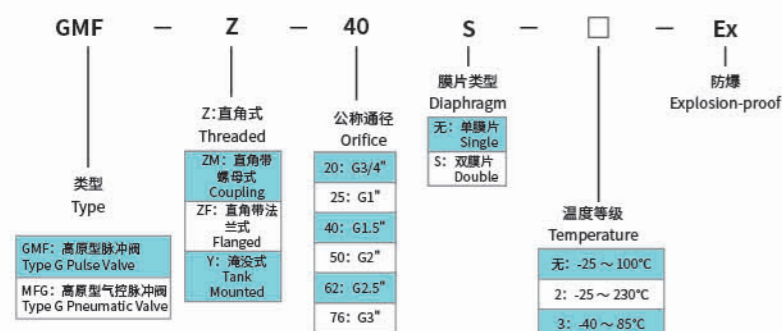 GMF — Z — 40 S — □ — Ex
膜片类型
Diaphragm
防爆
Explosion-proof
Z:直角式
Threaded
公称通径
Orifice
无：单膜片
Single
S：双膜片
Double
ZM：直角带
螺母式
Coupling
ZF：直角带法
兰式
Flanged
Y：淹没式
Tank
Mounted
20：G3/4"
25：G1"
40：G1.5"
50：G2"
62：G2.5"
76：G3"
类型
Type
GMF：高原型脉冲阀
Type G Pulse Valve
MFG：高原型气控脉冲阀
Type G Pneumatic Valve
温度等级
Temperature
无：-25～100℃
2：-25～230℃
3：-40～85℃